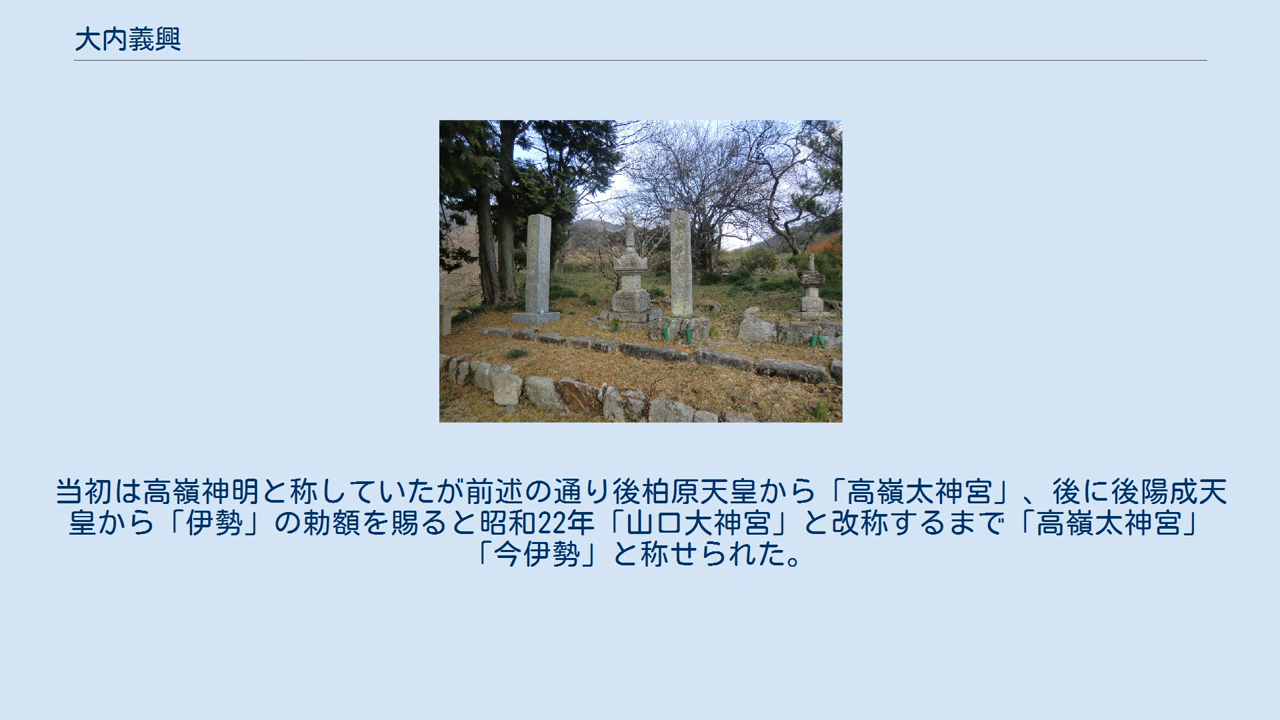 大内義興
当初は高嶺神明と称していたが前述の通り後柏原天皇から「高嶺太神宮」、後に後陽成天
皇から「伊勢」の勅額を賜ると昭和22年「山口大神宮」と改称するまで「高嶺太神宮」
「今伊勢」と称せられた。